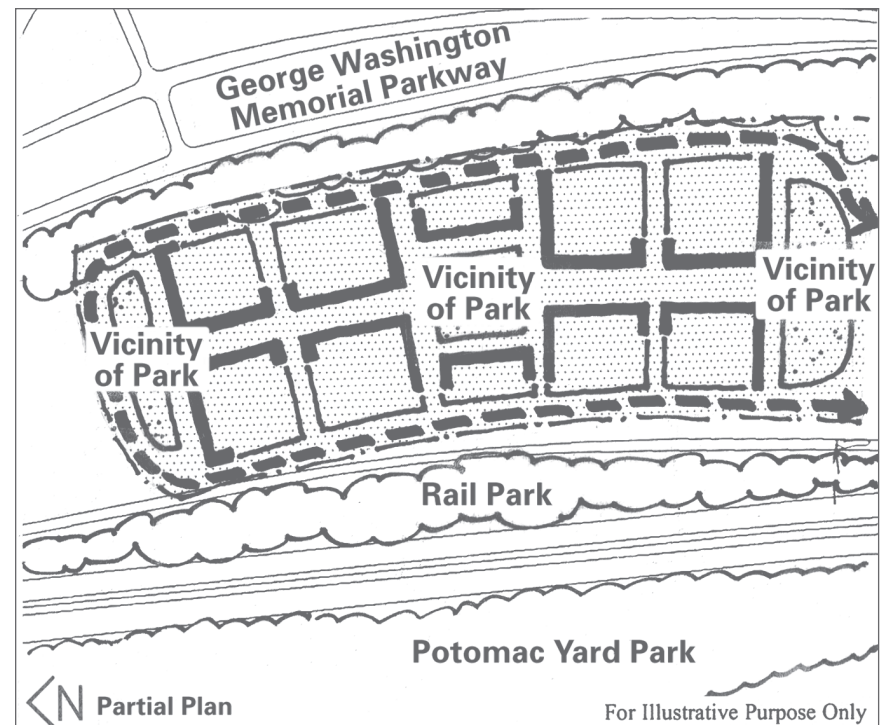 George Washington
Memorial Parkway
Vicinity
of Park
Vicinity
of Park
Vicinity
of Park
Rail Park
Potomac Yard Park
N Partial Plan
For Illustrative Purpose Only